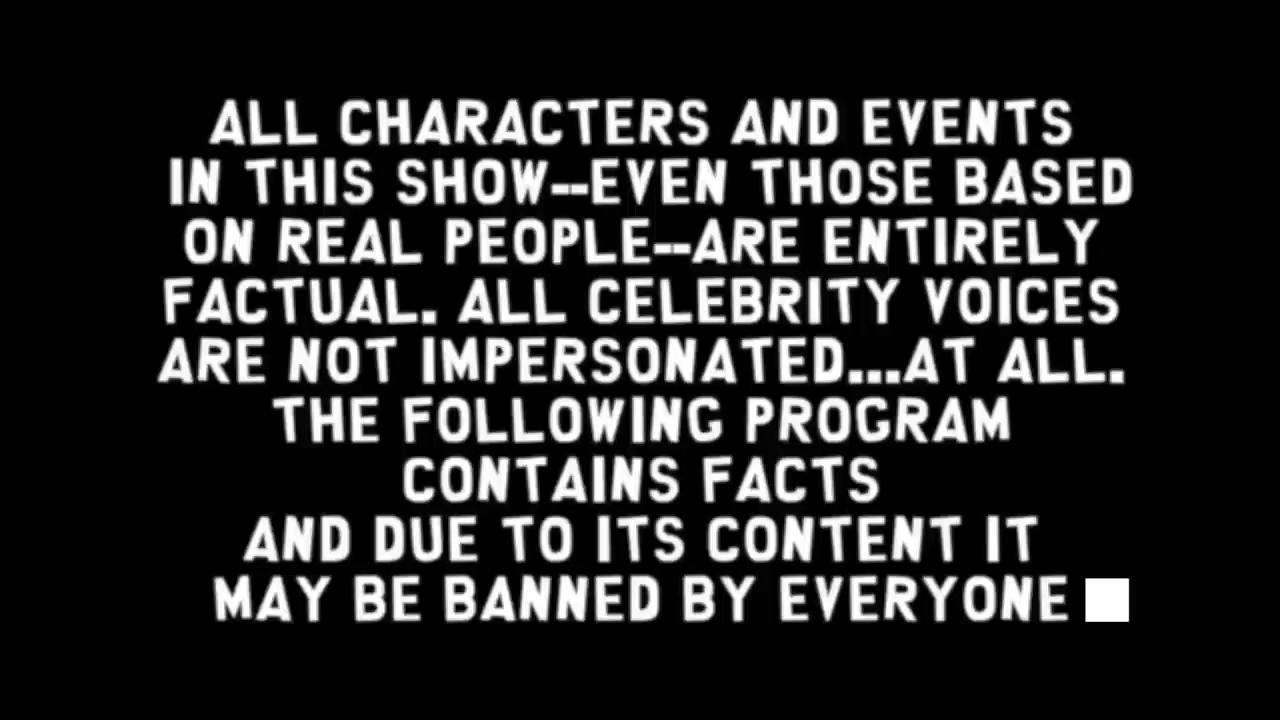 ALL CHARACTERS AND EVENTS
IN THIS SHOW--EVEN THOSE BASED
ON REAL PEOPLE--ARE ENTIRELY
FACTUAL. ALL CELEBRITY VOICES
ARE NOT IMPERSONATED...AT ALL.
THE FOLLOWING PROGRAM
CONTAINS FACTS
AND DUE TO ITS CONTENT IT
MAY BE BANNED BY EVERYONE